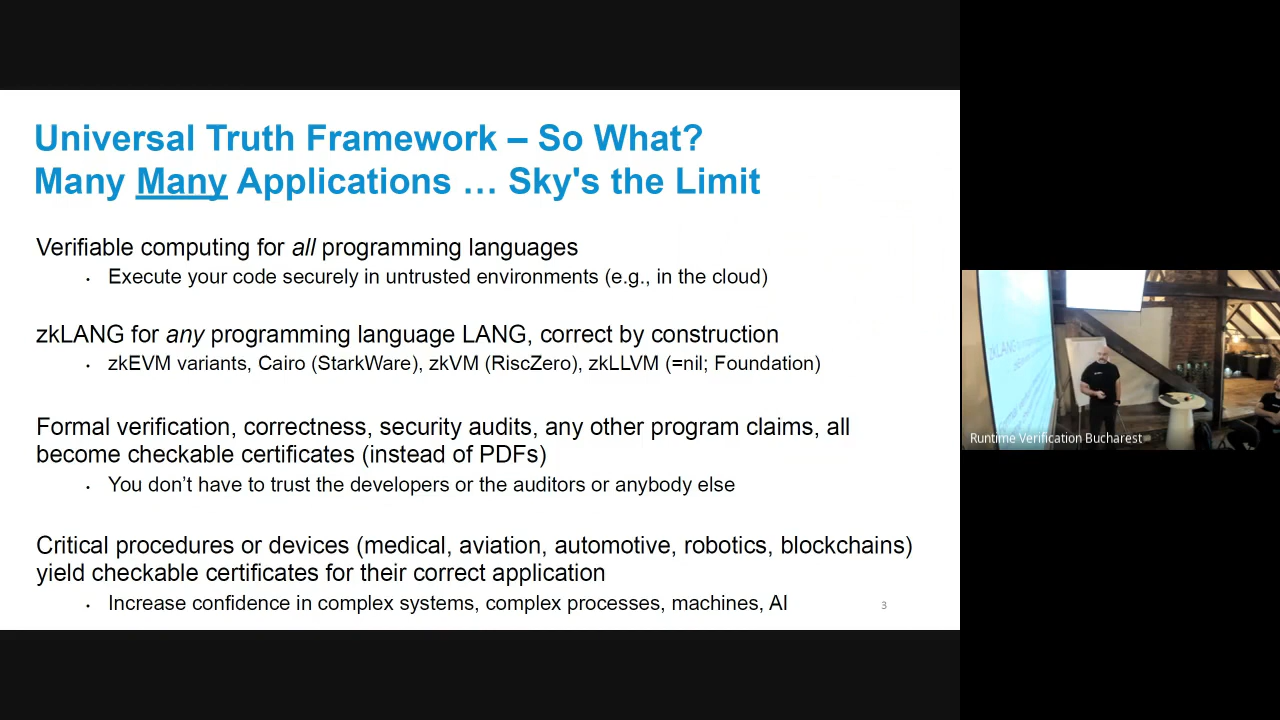 Universal Truth Framework – So What?
Many Many Applications … Sky's the Limit
Verifiable computing for all programming languages
· Execute your code securely in untrusted environments (e.g., in the cloud)
zkLANG for any programming language LANG, correct by construction
· zkEVM variants, Cairo (StarkWare), zkVM (RiscZero), zkLLVM (=nil; Foundation)
Formal verification, correctness, security audits, any other program claims, all
become checkable certificates (instead of PDFs)
· You don’t have to trust the developers or the auditors or anybody else
Critical procedures or devices (medical, aviation, automotive, robotics, blockchains)
yield checkable certificates for their correct application
· Increase confidence in complex systems, complex processes, machines, AI
3
Runtime Verification Bucharest